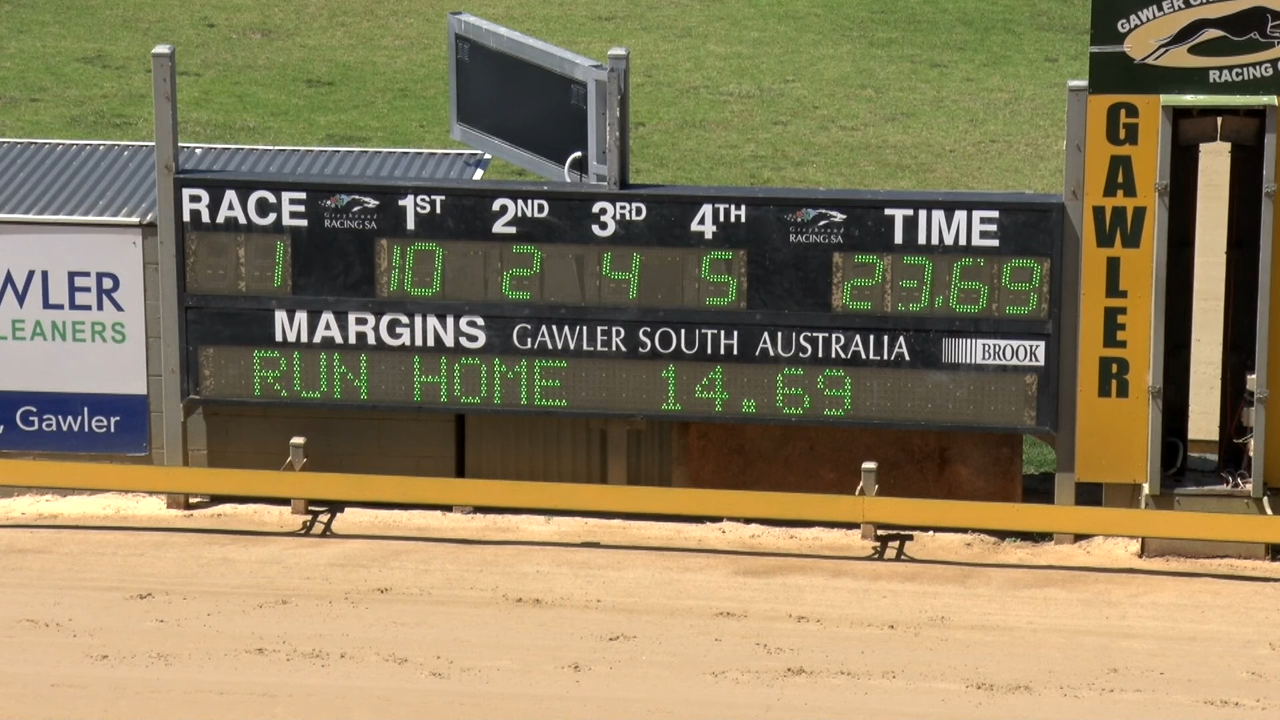 GAWLER
RACING
RACE
Greyhound
RACING SA
1ST
2ND
3RD
4TH
Greyhound
RACING SA
TIME
1
10
2
4
5
23.69
MARGINS
GAWLER SOUTH AUSTRALIA
BROOK
RUN HOME 14.69
GAWLER
WLER
LEANERS
, Gawler